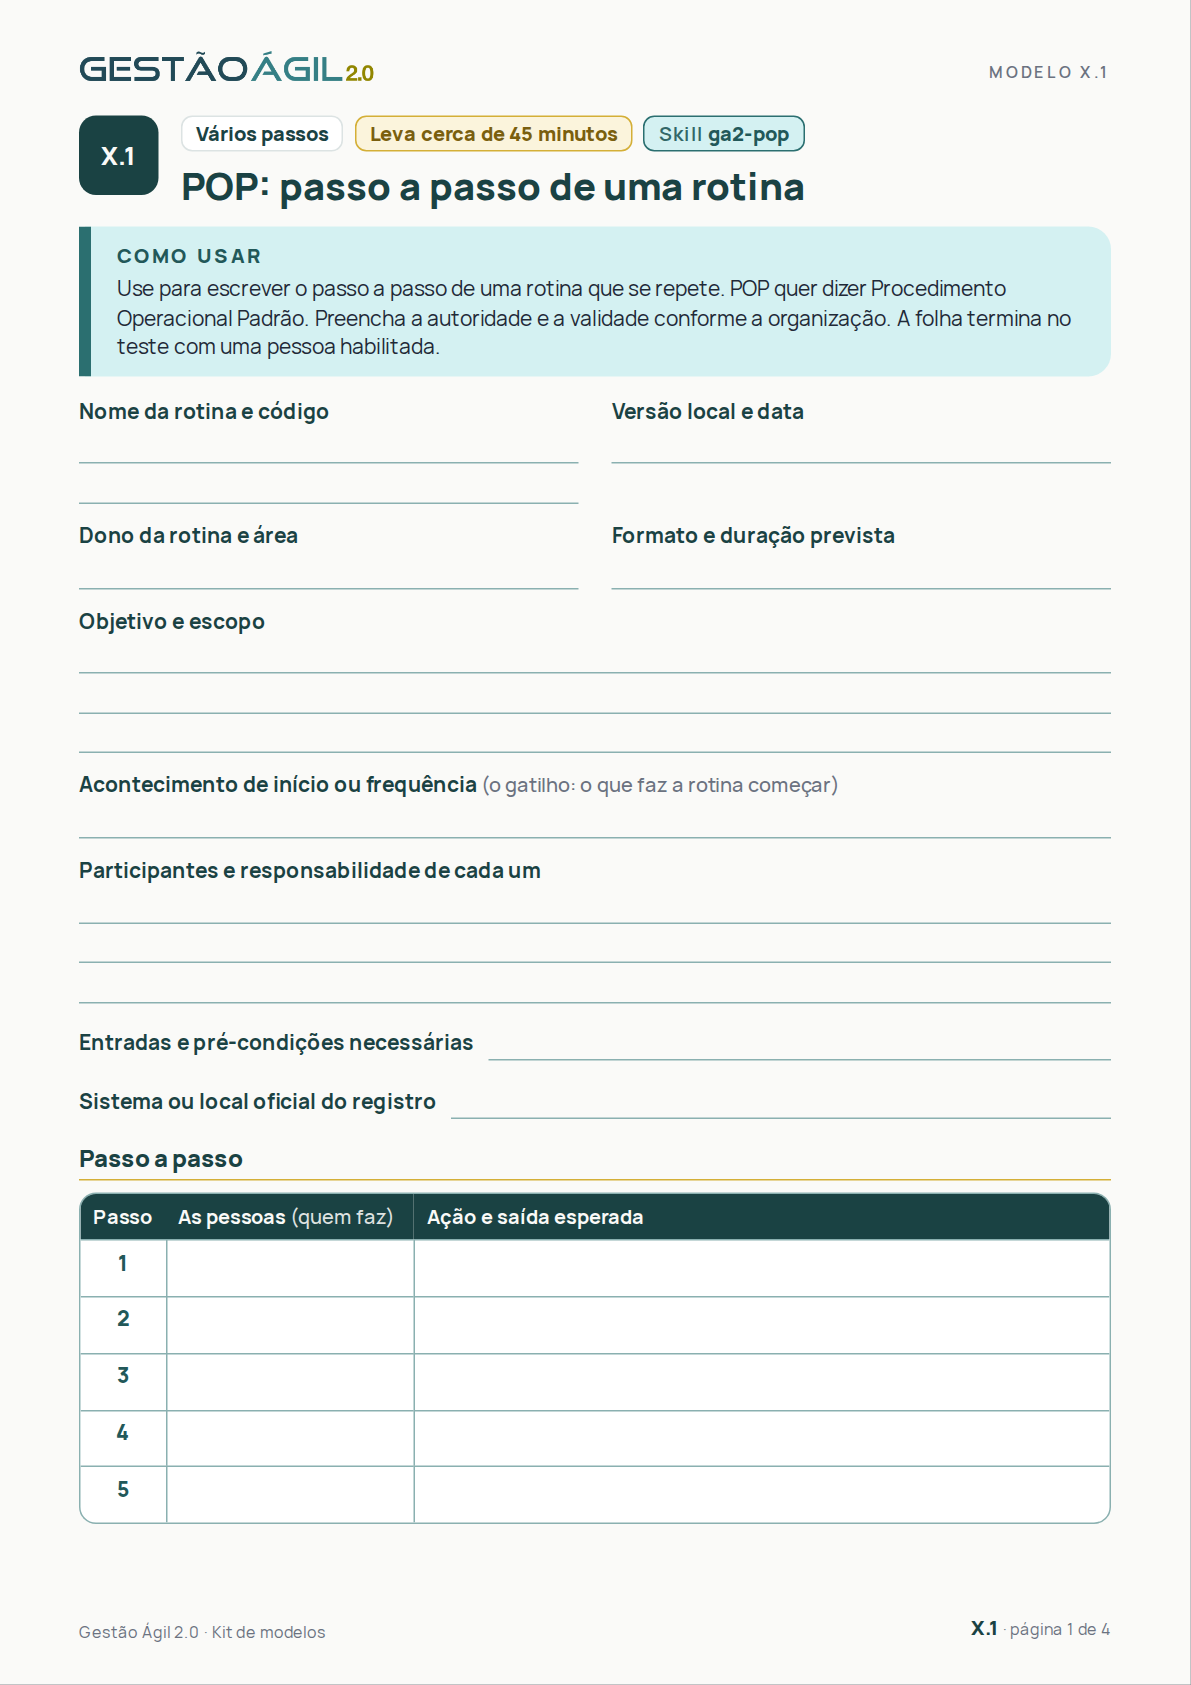 GESTÃOÁGIL2.0
MODELO X.1
X.1
Vários passos
Leva cerca de 45 minutos
Skill ga2-pop
POP: passo a passo de uma rotina
COMO USAR
Use para escrever o passo a passo de uma rotina que se repete. POP quer dizer Procedimento
Operacional Padrão. Preencha a autoridade e a validade conforme a organização. A folha termina no
teste com uma pessoa habilitada.
Nome da rotina e código
Versão local e data
Dono da rotina e área
Formato e duração prevista
Objetivo e escopo
Acontecimento de início ou frequência (o gatilho: o que faz a rotina começar)
Participantes e responsabilidade de cada um
Entradas e pré-condições necessárias
Sistema ou local oficial do registro
Passo a passo
Passo As pessoas (quem faz) Ação e saída esperada
1
2
3
4
5
Gestão Ágil 2.0 · Kit de modelos
X.1 · página 1 de 4